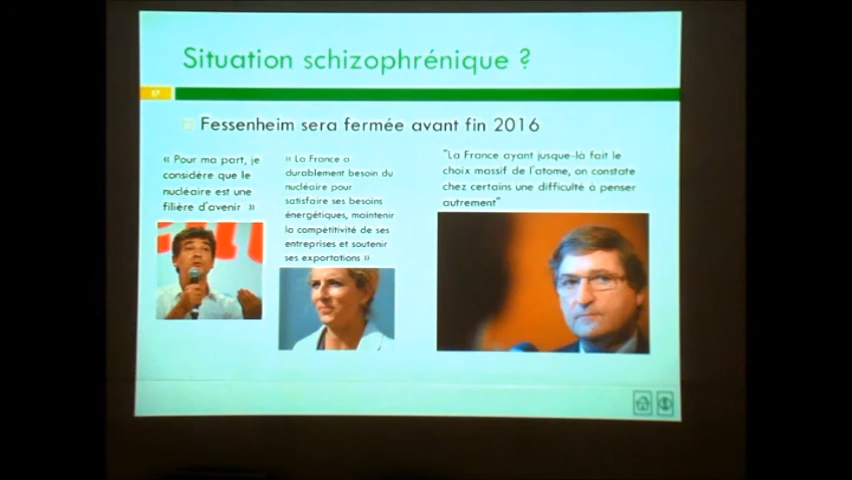 Situation schizophrénique ?
57
Fessenheim sera fermée avant fin 2016
« Pour ma part, je
considère que le
nucléaire est une
filière d'avenir »
« La France a
durablement besoin du
nucléaire pour
satisfaire ses besoins
énergétiques, maintenir
la compétitivité de ses
entreprises et soutenir
ses exportations »
"La France ayant jusque-là fait le
choix massif de l'atome, on constate
chez certains une difficulté à penser
autrement"